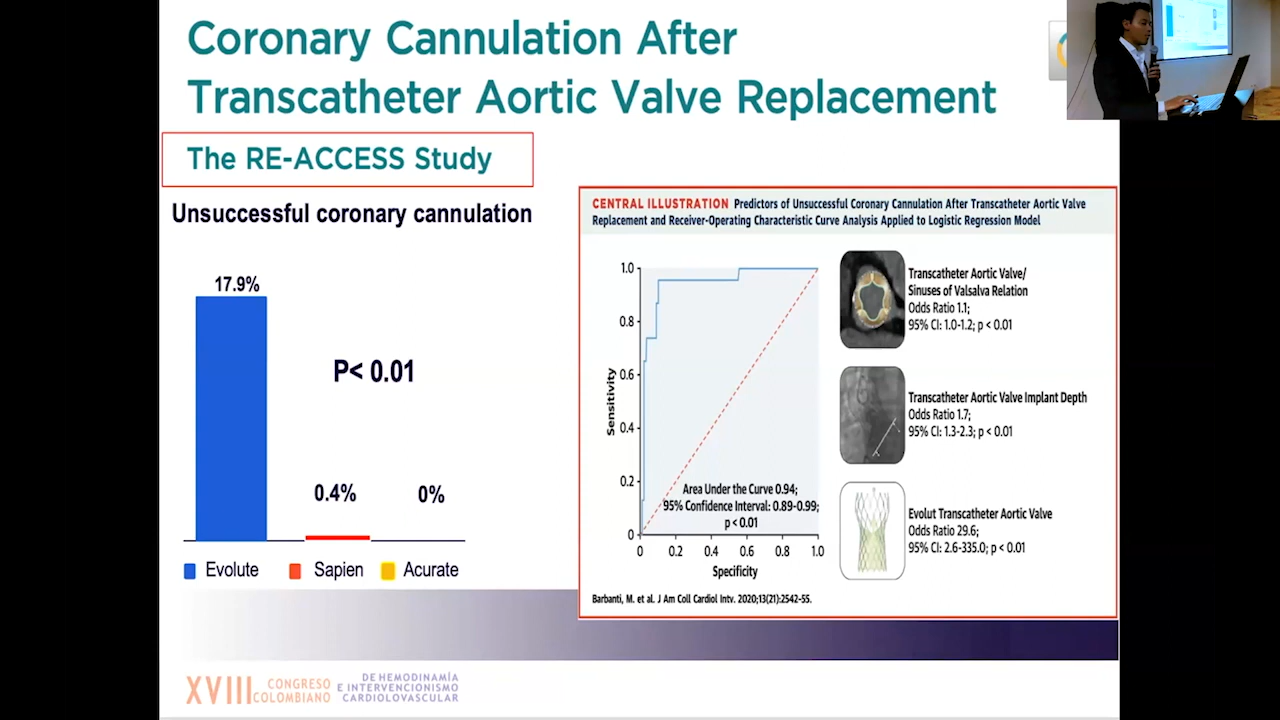 Coronary Cannulation After
Transcatheter Aortic Valve Replacement
The RE-ACCESS Study
Unsuccessful coronary cannulation
17.9%
P< 0.01
0.4%
0%
Evolute
Sapien
Acurate
CENTRAL ILLUSTRATION Predictors of Unsuccessful Coronary Cannulation After Transcatheter Aortic Valve
Replacement and Receiver-Operating Characteristic Curve Analysis Applied to Logistic Regression Model
1.0
0.8
0.6
0.4
0.2
0
Sensitivity
0 0.2 0.4 0.6 0.8 1.0
Specificity
Area Under the Curve 0.94;
95% Confidence Interval: 0.89-0.99;
p < 0.01
Transcatheter Aortic Valve/
Sinuses of Valsalva Relation
Odds Ratio 1.1;
95% CI: 1.0-1.2; p < 0.01
Transcatheter Aortic Valve Implant Depth
Odds Ratio 1.7;
95% CI: 1.3-2.3; p < 0.01
Evolut Transcatheter Aortic Valve
Odds Ratio 29.6;
95% CI: 2.6-335.0; p < 0.01
Barbanti, M. et al. J Am Coll Cardiol Intv. 2020;13(21):2542-55.
XVIII CONGRESO
COLOMBIANO
DE HEMODINAMÍA
E INTERVENCIONISMO
CARDIOLOVASCULAR